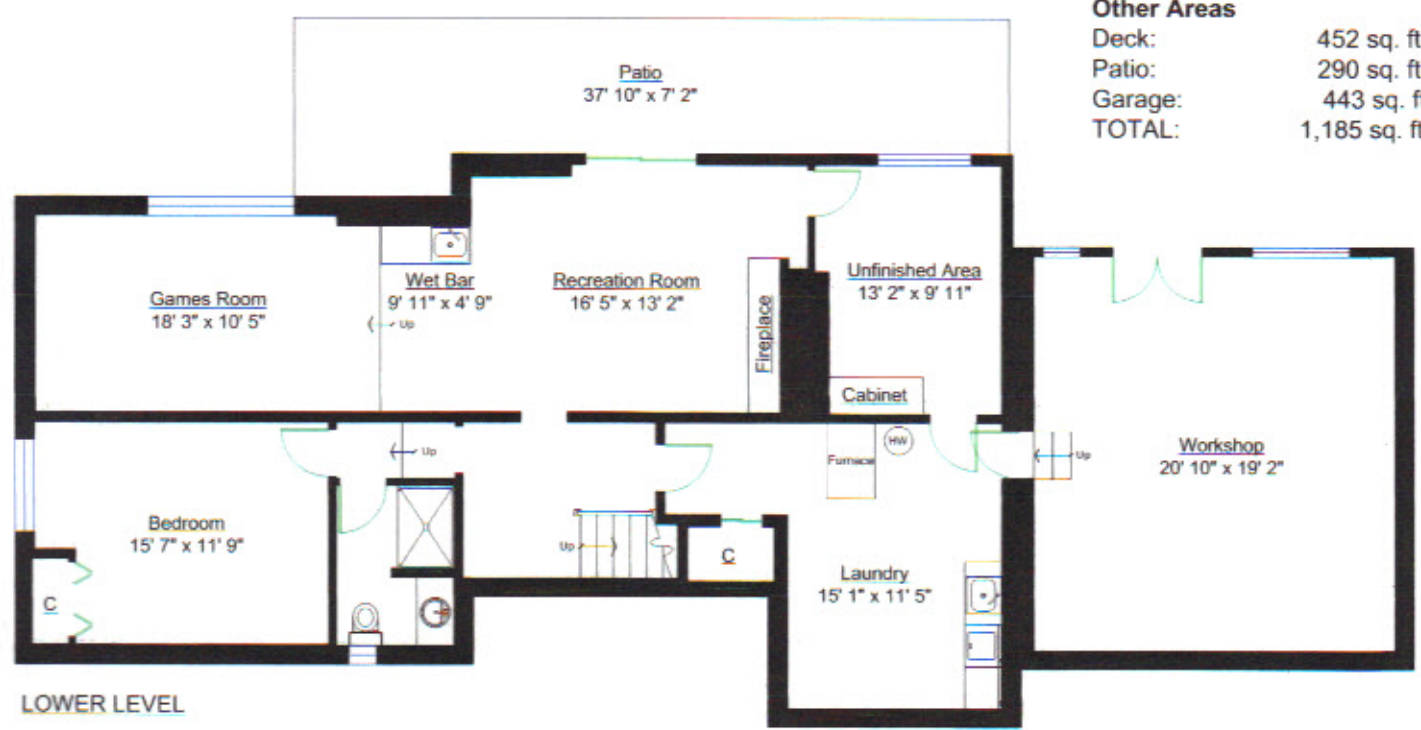 Other Areas
Deck: 452 sq. ft
Patio: 290 sq. ft
Garage: 443 sq. ft
TOTAL: 1,185 sq. ft
Patio
37' 10" x 7' 2"
Games Room
18' 3" x 10' 5"
Wet Bar
9' 11" x 4' 9"
Up
Recreation Room
16' 5" x 13' 2"
Fireplace
Unfinished Area
13' 2" x 9' 11"
Cabinet
Workshop
20' 10" x 19' 2"
Up
Up
Furnace
HW
Bedroom
15' 7" x 11' 9"
C
Up
C
Laundry
15' 1" x 11' 5"
LOWER LEVEL